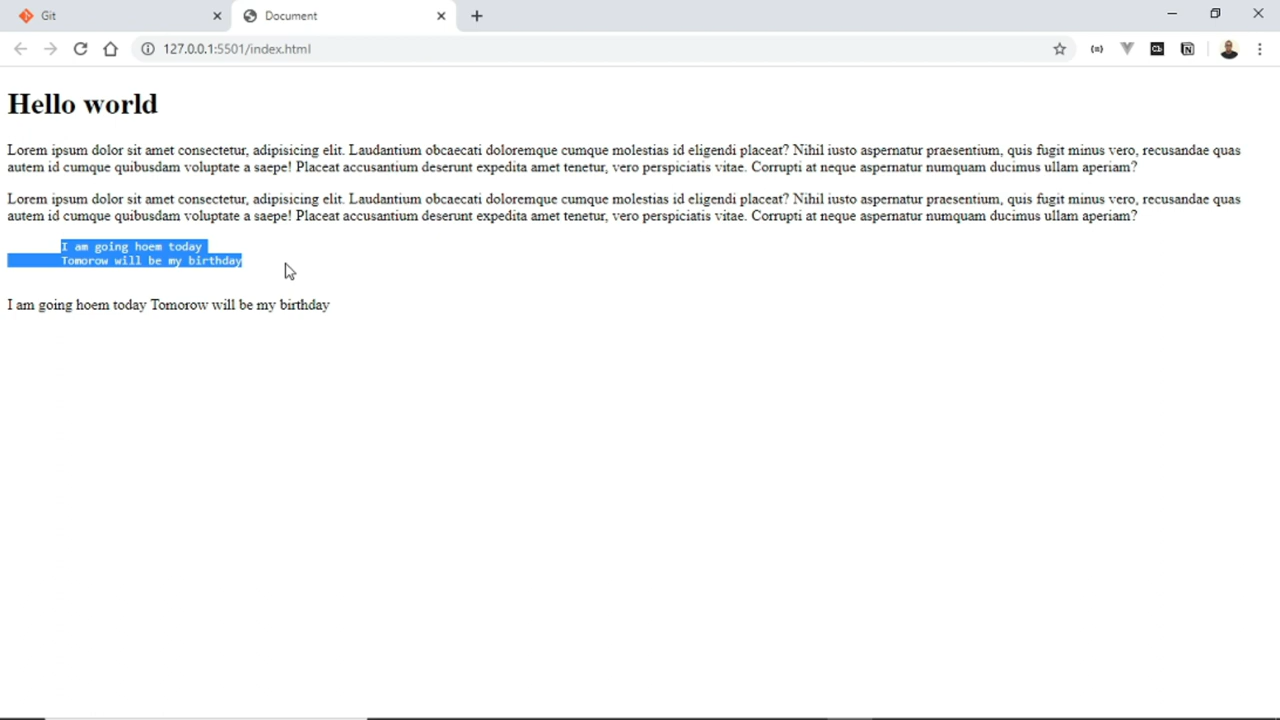 Git
Document
127.0.0.1:5501/index.html
Hello world
Lorem ipsum dolor sit amet consectetur, adipisicing elit. Laudantium obcaecati doloremque cumque molestias id eligendi placeat? Nihil iusto aspernatur praesentium, quis fugit minus vero, recusandae quas
autem id cumque quibusdam voluptate a saepe! Placeat accusantium deserunt expedita amet tenetur, vero perspiciatis vitae. Corrupti at neque aspernatur numquam ducimus ullam aperiam?
Lorem ipsum dolor sit amet consectetur, adipisicing elit. Laudantium obcaecati doloremque cumque molestias id eligendi placeat? Nihil iusto aspernatur praesentium, quis fugit minus vero, recusandae quas
autem id cumque quibusdam voluptate a saepe! Placeat accusantium deserunt expedita amet tenetur, vero perspiciatis vitae. Corrupti at neque aspernatur numquam ducimus ullam aperiam?
I am going hoem today
Tomorow will be my birthday
I am going hoem today Tomorow will be my birthday